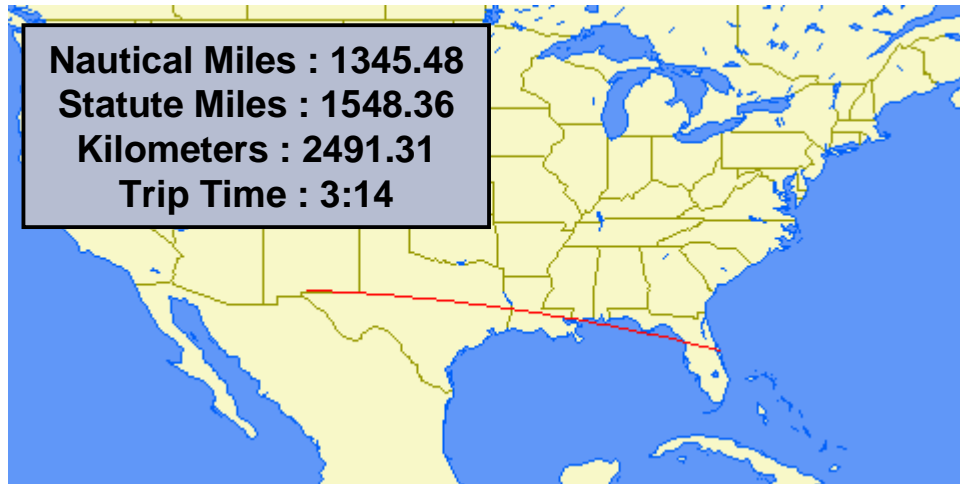 Nautical Miles : 1345.48
Statute Miles : 1548.36
Kilometers : 2491.31
Trip Time : 3:14